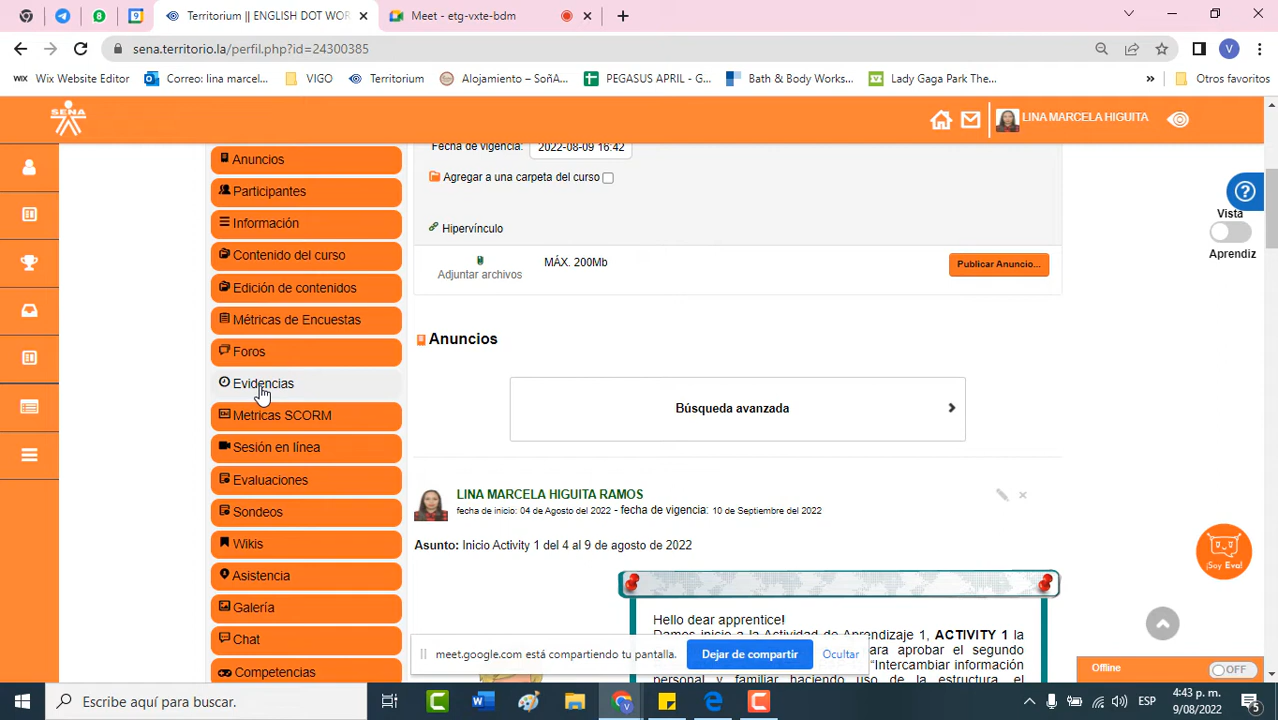 Territorium || ENGLISH DOT WOR
Meet - etg-vxte-bdm
sena.territorio.la/perfil.php?id=24300385
Wix Website Editor
Correo: lina marcel...
VIGO
Territorium
Alojamiento – SoñA...
PEGASUS APRIL - G...
Bath & Body Works...
Lady Gaga Park The...
»
Otros favoritos
V
SENA
LINA MARCELA HIGUITA
Anuncios
Participantes
Información
Contenido del curso
Edición de contenidos
Métricas de Encuestas
Foros
Evidencias
Metricas SCORM
Sesión en línea
Evaluaciones
Sondeos
Wikis
Asistencia
Galería
Chat
Competencias
Fecha de vigencia: 2022-08-09 16:42
Agregar a una carpeta del curso
Hipervínculo
Adjuntar archivos
MÁX. 200Mb
Publicar Anuncio...
Vista
Aprendiz
Anuncios
Búsqueda avanzada
LINA MARCELA HIGUITA RAMOS
fecha de inicio: 04 de Agosto del 2022 - fecha de vigencia: 10 de Septiembre del 2022
Asunto: Inicio Activity 1 del 4 al 9 de agosto de 2022
Hello dear apprentice!
Damos inicio a la Actividad de Aprendizaje 1, ACTIVITY 1 la
para aprobar el segundo
"Intercambiar información
personal y familiar haciendo uso de la estructura, el
¡Soy Eva!
meet.google.com está compartiendo tu pantalla.
Dejar de compartir
Ocultar
Offline
OFF
Escribe aquí para buscar.
ESP
4:43 p. m.
9/08/2022
5